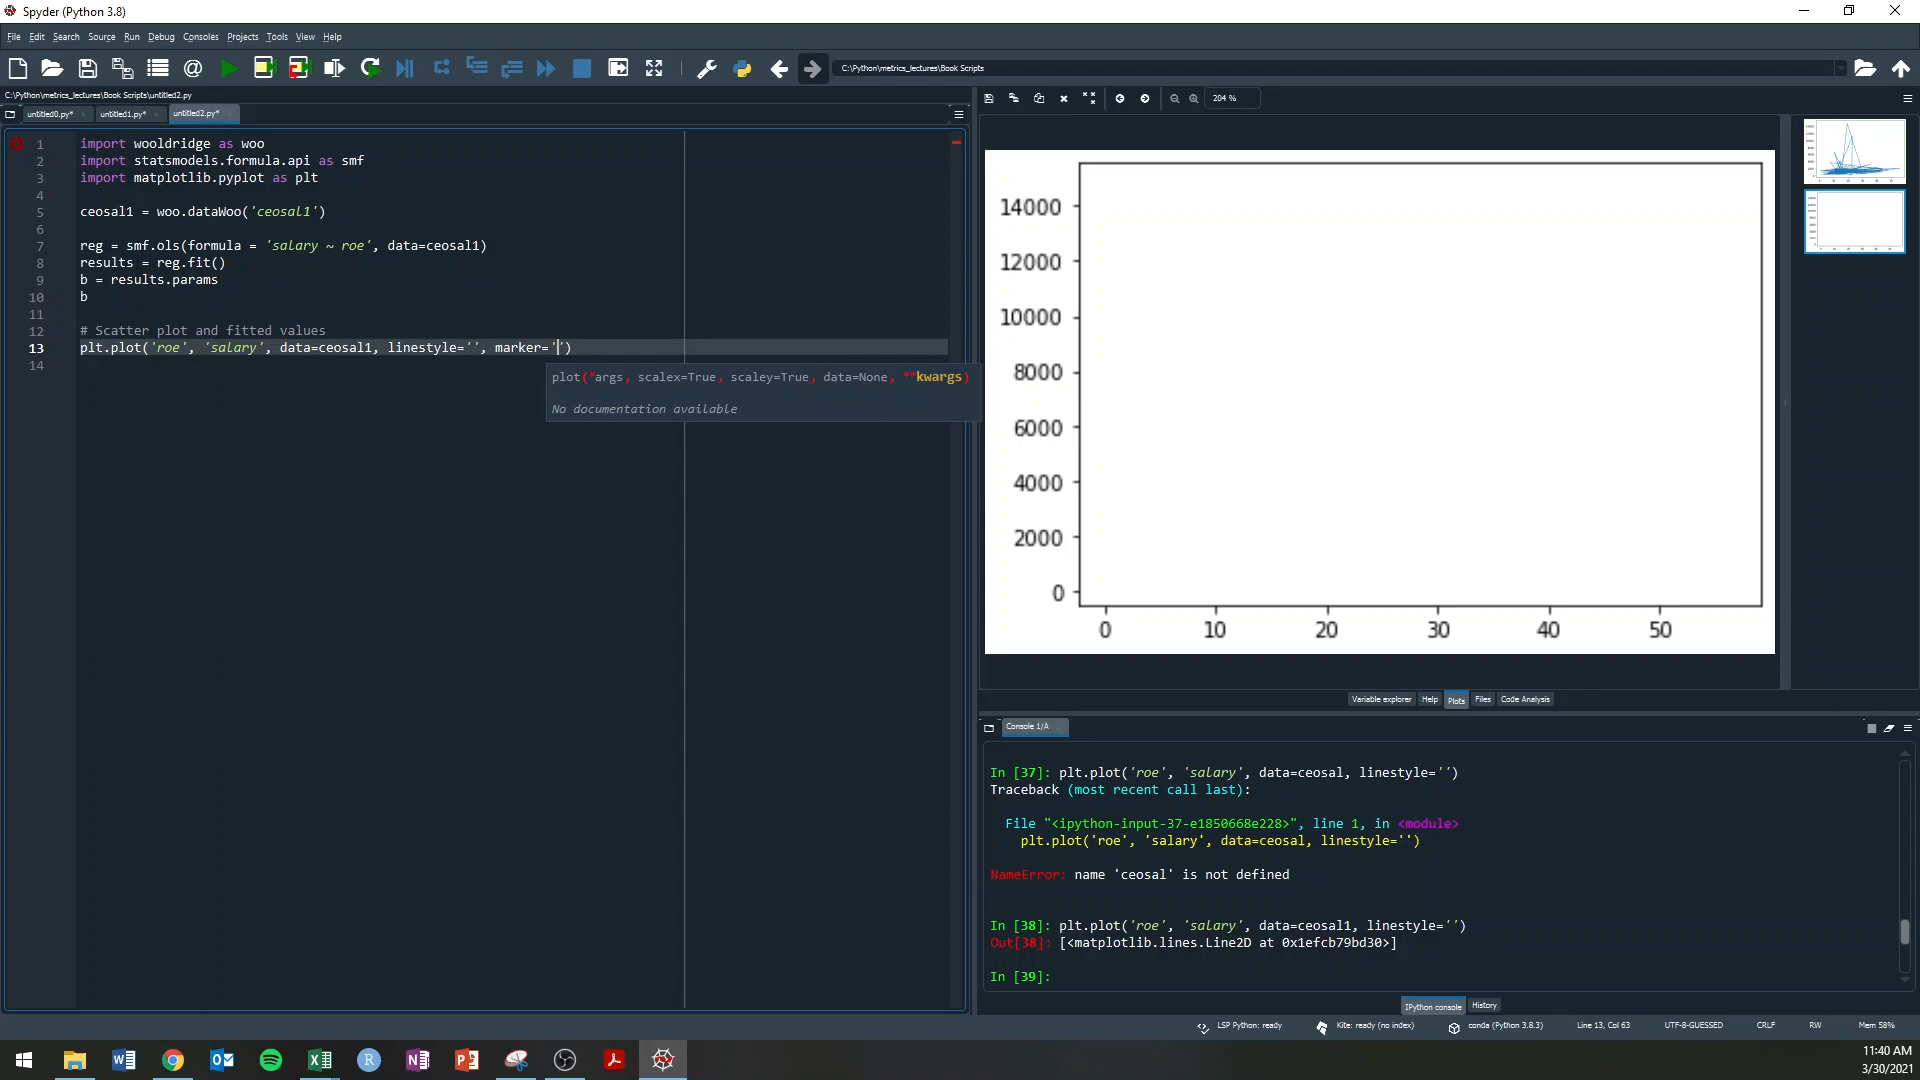 Spyder (Python 3.8)
File Edit Search Source Run Debug Consoles Projects Tools View Help
C:\Python\metrics_lectures\Book Scripts
C:\Python\metrics_lectures\Book Scripts\untitled2.py
untitled0.py* untitled1.py* untitled2.py*
204 %
1 import wooldridge as woo
2 import statsmodels.formula.api as smf
3 import matplotlib.pyplot as plt
4
5 ceosal1 = woo.dataWoo('ceosal1')
6
7 reg = smf.ols(formula = 'salary ~ roe', data=ceosal1)
8 results = reg.fit()
9 b = results.params
10 b
11
12 # Scatter plot and fitted values
13 plt.plot('roe', 'salary', data=ceosal1, linestyle='', marker='')
14
plot(*args, scalex=True, scaley=True, data=None, **kwargs)
No documentation available
14000
12000
10000
8000
6000
4000
2000
0
0 10 20 30 40 50
Variable explorer Help Plots Files Code Analysis
Console 1/A
In [37]: plt.plot('roe', 'salary', data=ceosal, linestyle='')
Traceback (most recent call last):
File "<ipython-input-37-e1850668e228>", line 1, in <module>
plt.plot('roe', 'salary', data=ceosal, linestyle='')
NameError: name 'ceosal' is not defined
In [38]: plt.plot('roe', 'salary', data=ceosal1, linestyle='')
Out[38]: [<matplotlib.lines.Line2D at 0x1efcb79bd30>]
In [39]:
IPython console History
LSP Python: ready Kite: ready (no index) conda (Python 3.8.3) Line 13, Col 63 UTF-8-GUESSED CRLF RW Mem 58%
11:40 AM
3/30/2021